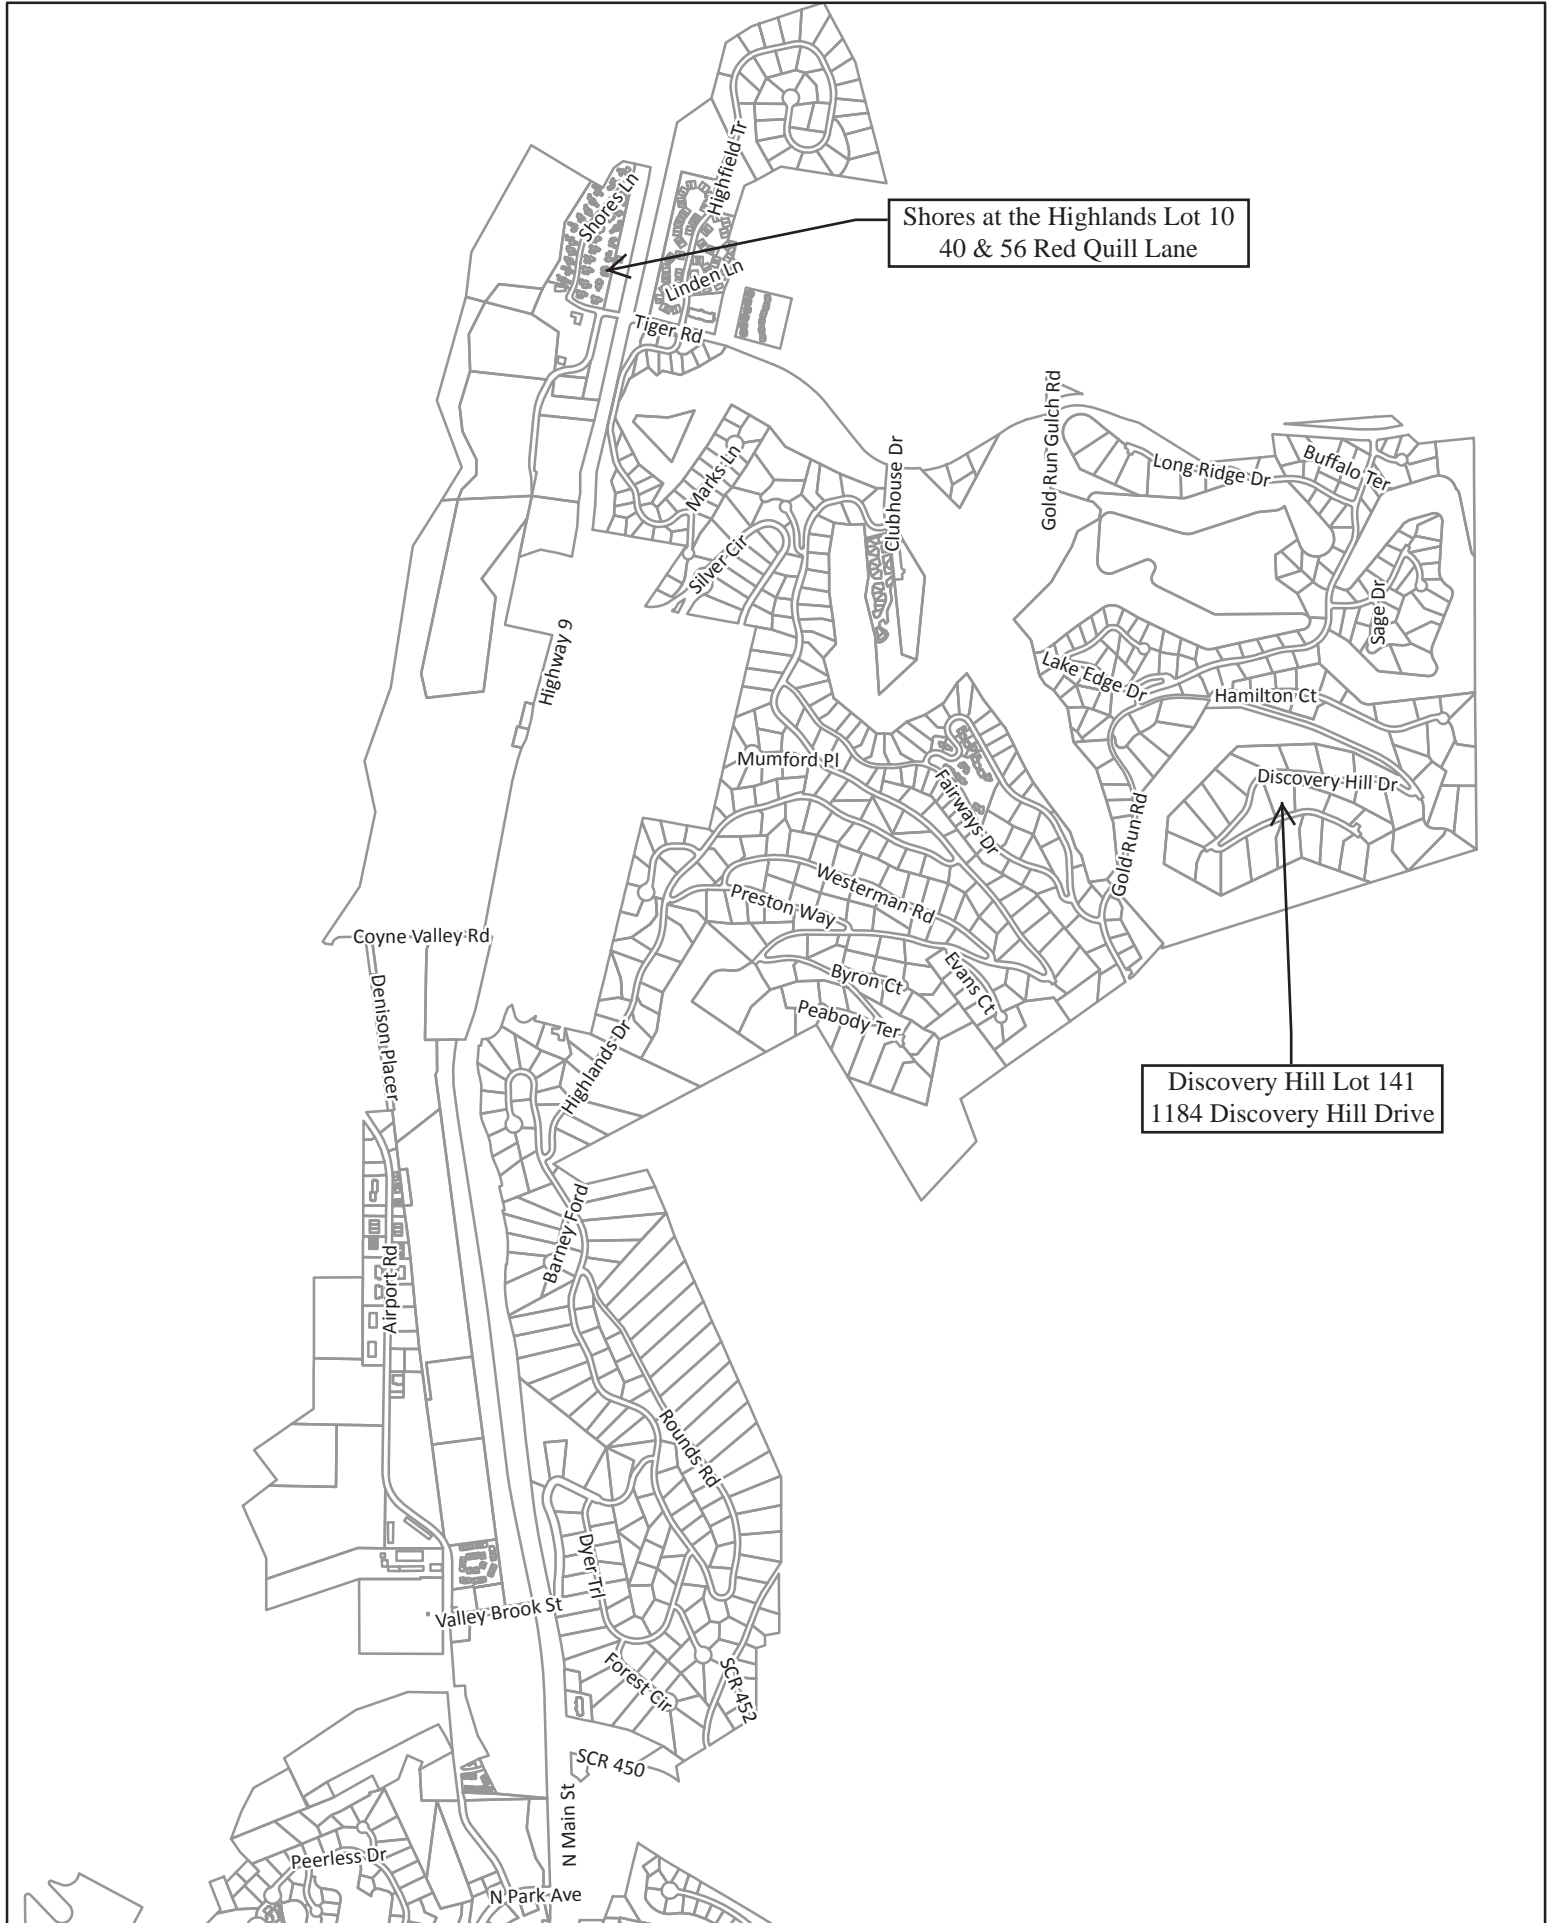 Highfield Tr
Shores Ln
Shores at the Highlands Lot 10
40 & 56 Red Quill Lane
Linden Ln
Tiger Rd
Gold Run Gulch Rd
Clubhouse Dr
Marks Ln
Long Ridge Dr
Buffalo Ter
Silver Cir
Sage Dr
Highway 9
Lake Edge Dr
Hamilton Ct
Mumford Pl
Discovery Hill Dr
Fairways Dr
Gold Run Rd
Westerman Rd
Preston Way
Coyne Valley Rd
Evans Ct
Byron Ct
Peabody Ter
Denison Placer
Highlands Dr
Discovery Hill Lot 141
1184 Discovery Hill Drive
Barney Ford
Airport Rd
Rounds Rd
Dyer Trl
Valley Brook St
Forest Cir
SCR 452
SCR 450
N Main St
Peerless Dr
N Park Ave